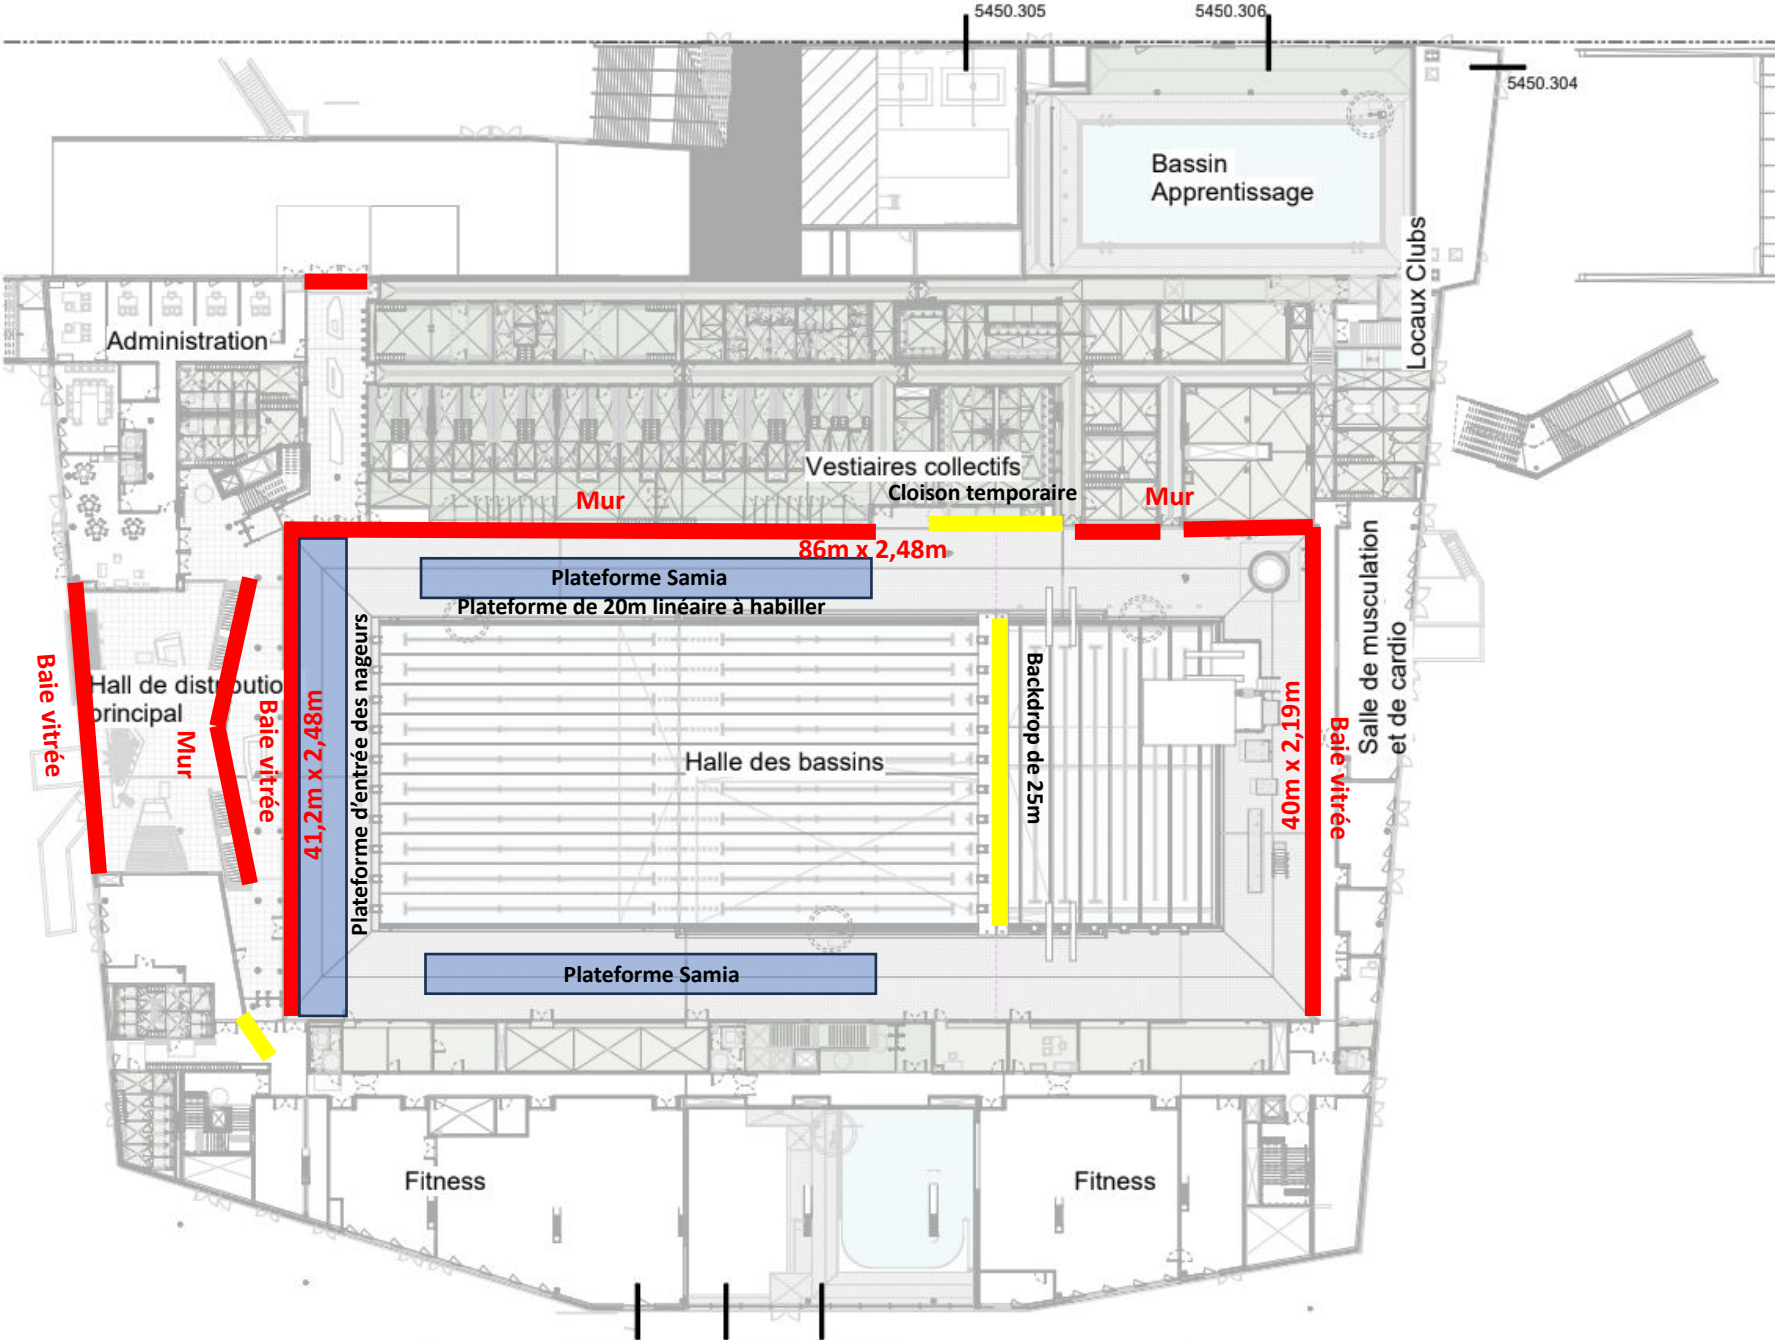 5450.305
5450.306
5450.304
Bassin
Apprentissage
Locaux Clubs
Administration
Vestiaires collectifs
Cloison temporaire
Mur
Mur
86m x 2,48m
Plateforme Samia
Plateforme de 20m linéaire à habiller
Baie vitrée
Hall de distributio
principal
Mur
Baie vitrée
41,2m x 2,48m
Plateforme d'entrée des nageurs
Halle des bassins
Backdrop de 25m
40m x 2,19m
Baie vitrée
Salle de musculation
et de cardio
Plateforme Samia
Fitness
Fitness